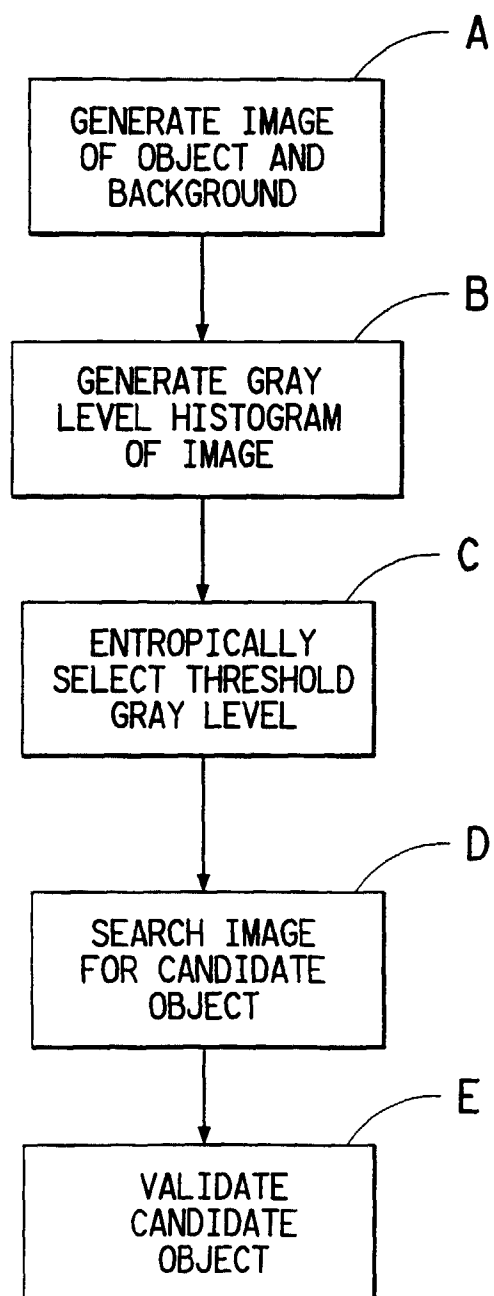 A
GENERATE IMAGE
OF OBJECT AND
BACKGROUND
B
GENERATE GRAY
LEVEL HISTOGRAM
OF IMAGE
C
ENTROPICALLY
SELECT THRESHOLD
GRAY LEVEL
D
SEARCH IMAGE
FOR CANDIDATE
OBJECT
E
VALIDATE
CANDIDATE
OBJECT